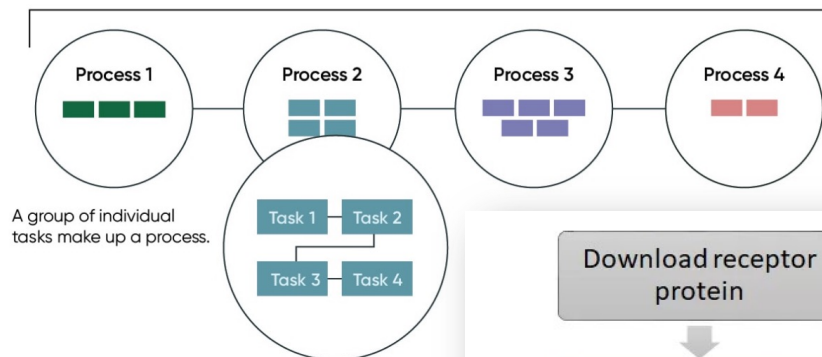 Process 1
Process 2
Process 3
Process 4
A group of individual
tasks make up a process.
Task 1
Task 2
Task 3
Task 4
Download receptor
protein